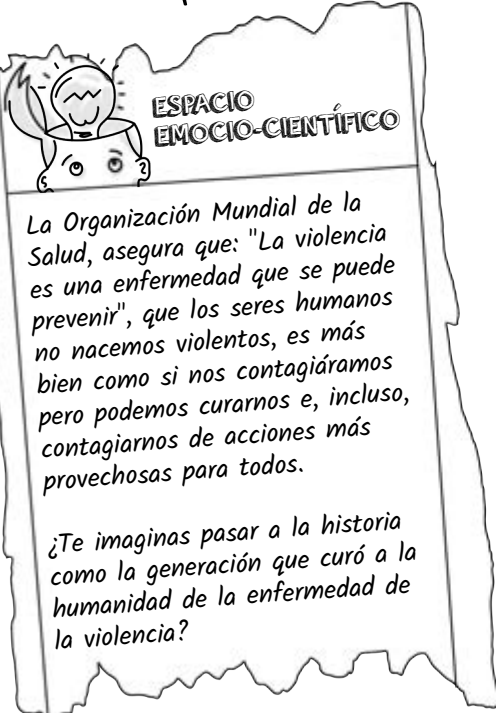 ESPACIO
EMOCIO-CIENTÍFICO
La Organización Mundial de la
Salud, asegura que: "La violencia
es una enfermedad que se puede
prevenir", que los seres humanos
no nacemos violentos, es más
bien como si nos contagiáramos
pero podemos curarnos e, incluso,
contagiarnos de acciones más
provechosas para todos.
¿Te imaginas pasar a la historia
como la generación que curó a la
humanidad de la enfermedad de
la violencia?